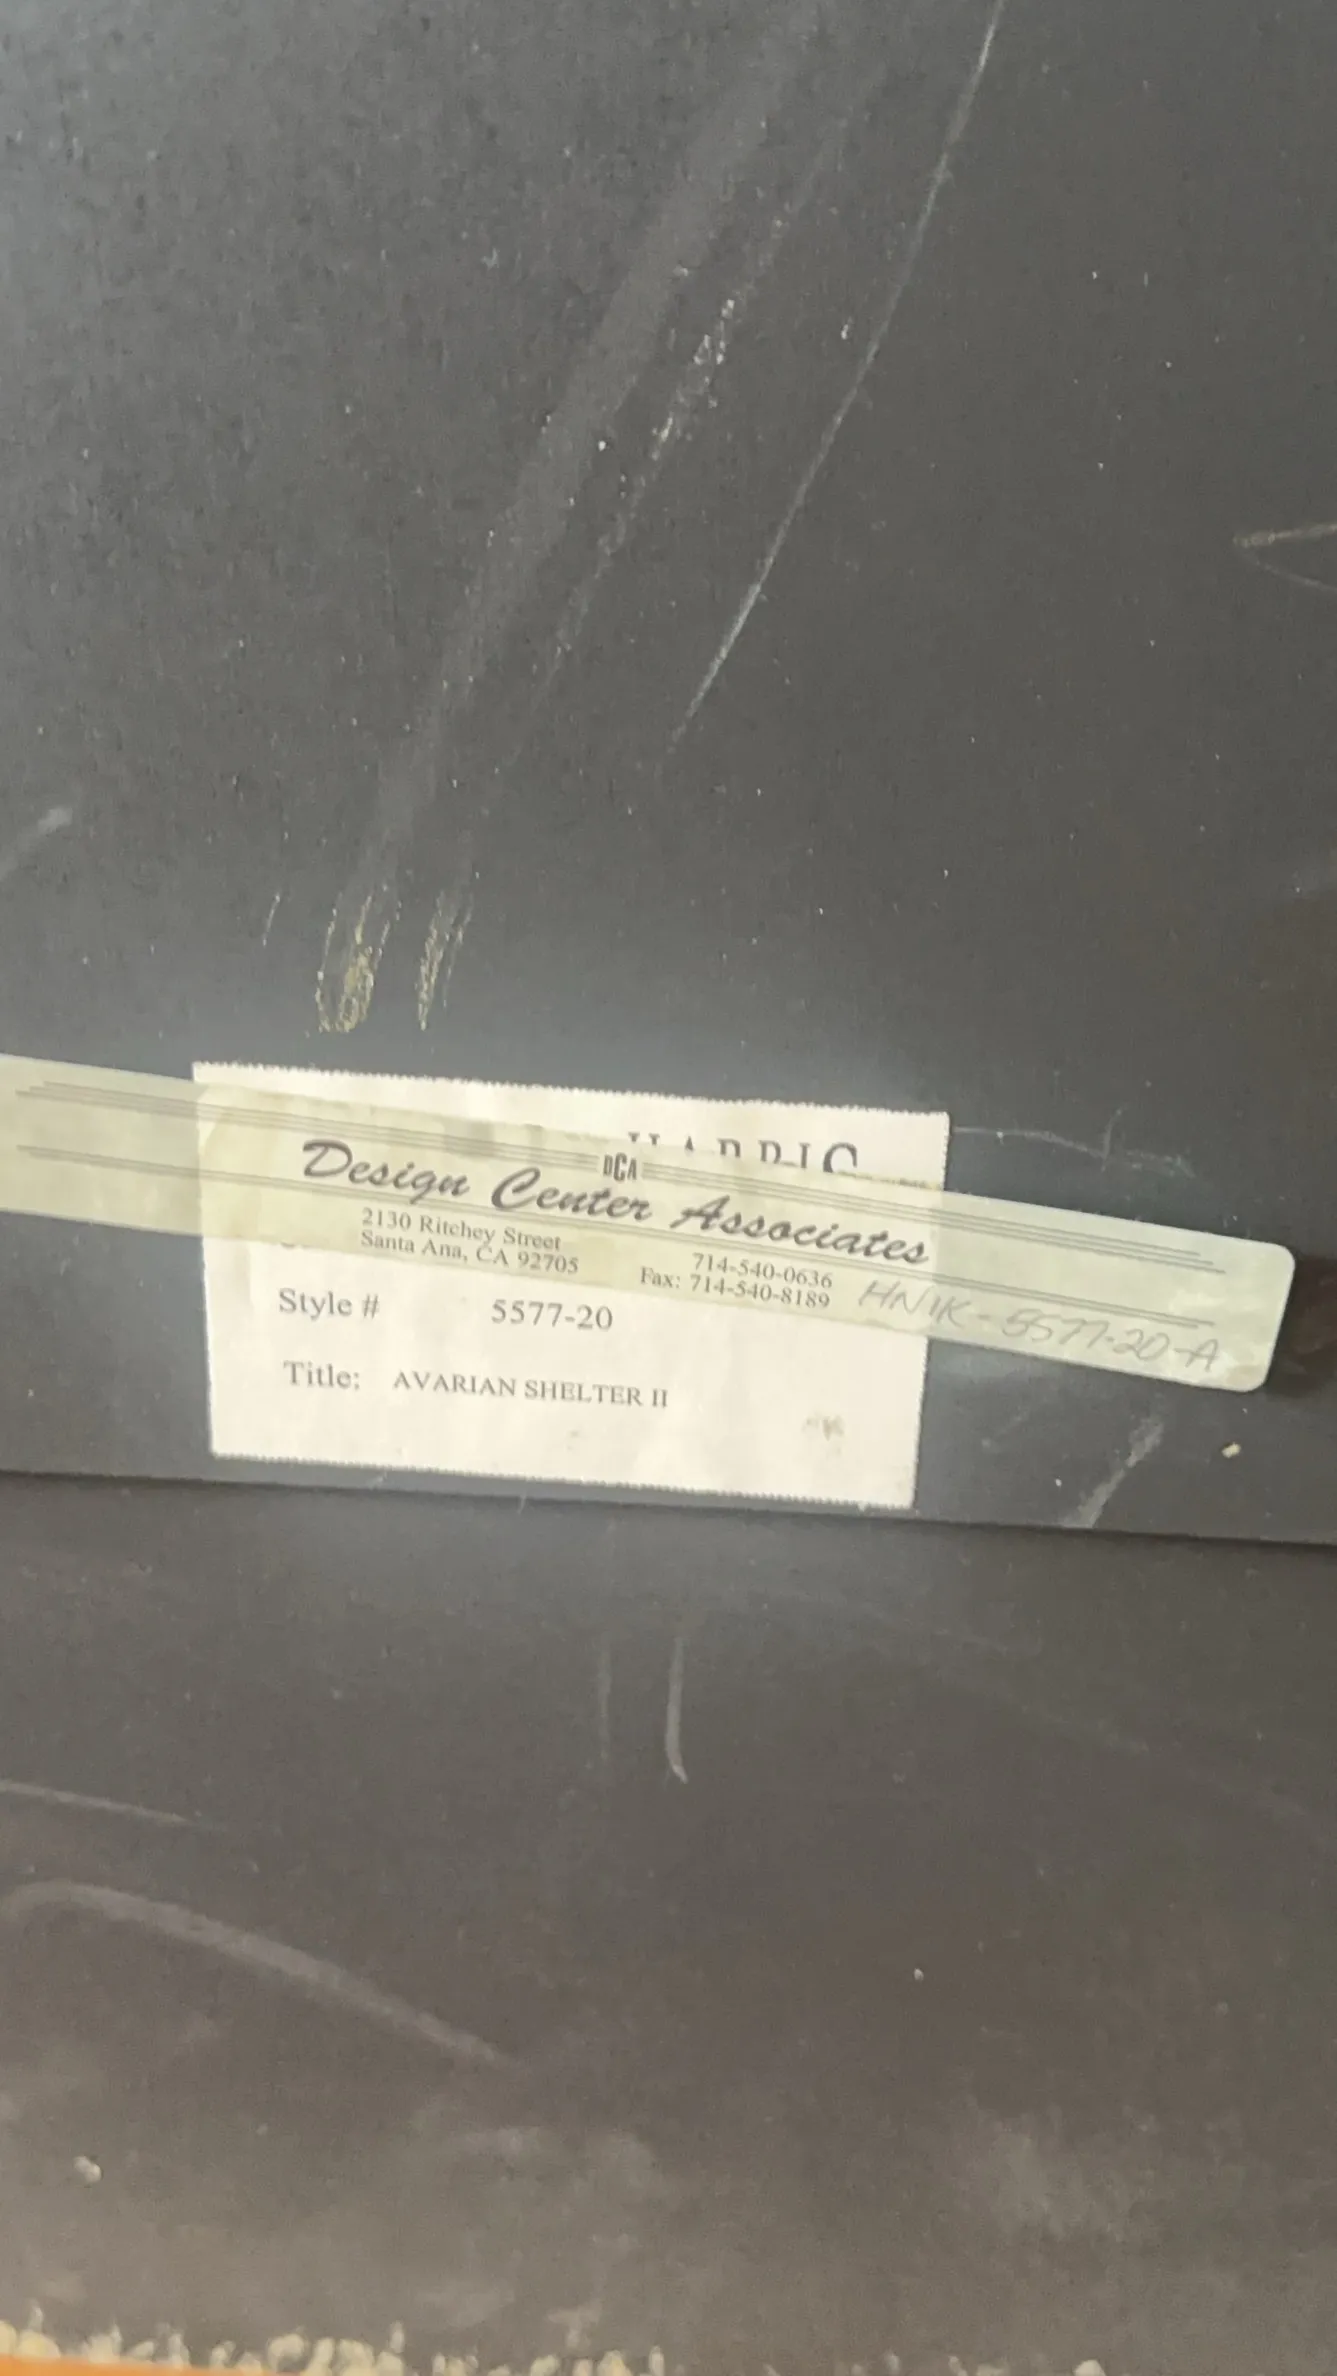 DCA
Design Center Associates
2130 Ritchey Street
Santa Ana, CA 92705
714-540-0636
Fax: 714-540-8189
HNIK-5577-20-A
Style # 5577-20
Title: AVARIAN SHELTER II